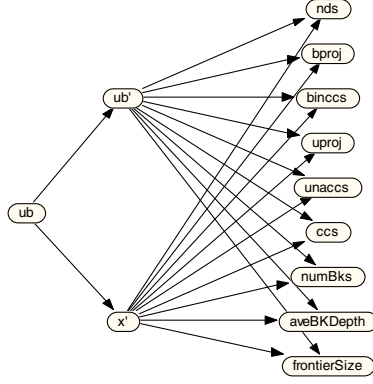 nds
bproj
ub'
binccs
uproj
unaccs
ub
ccs
numBks
x'
aveBKDepth
frontierSize